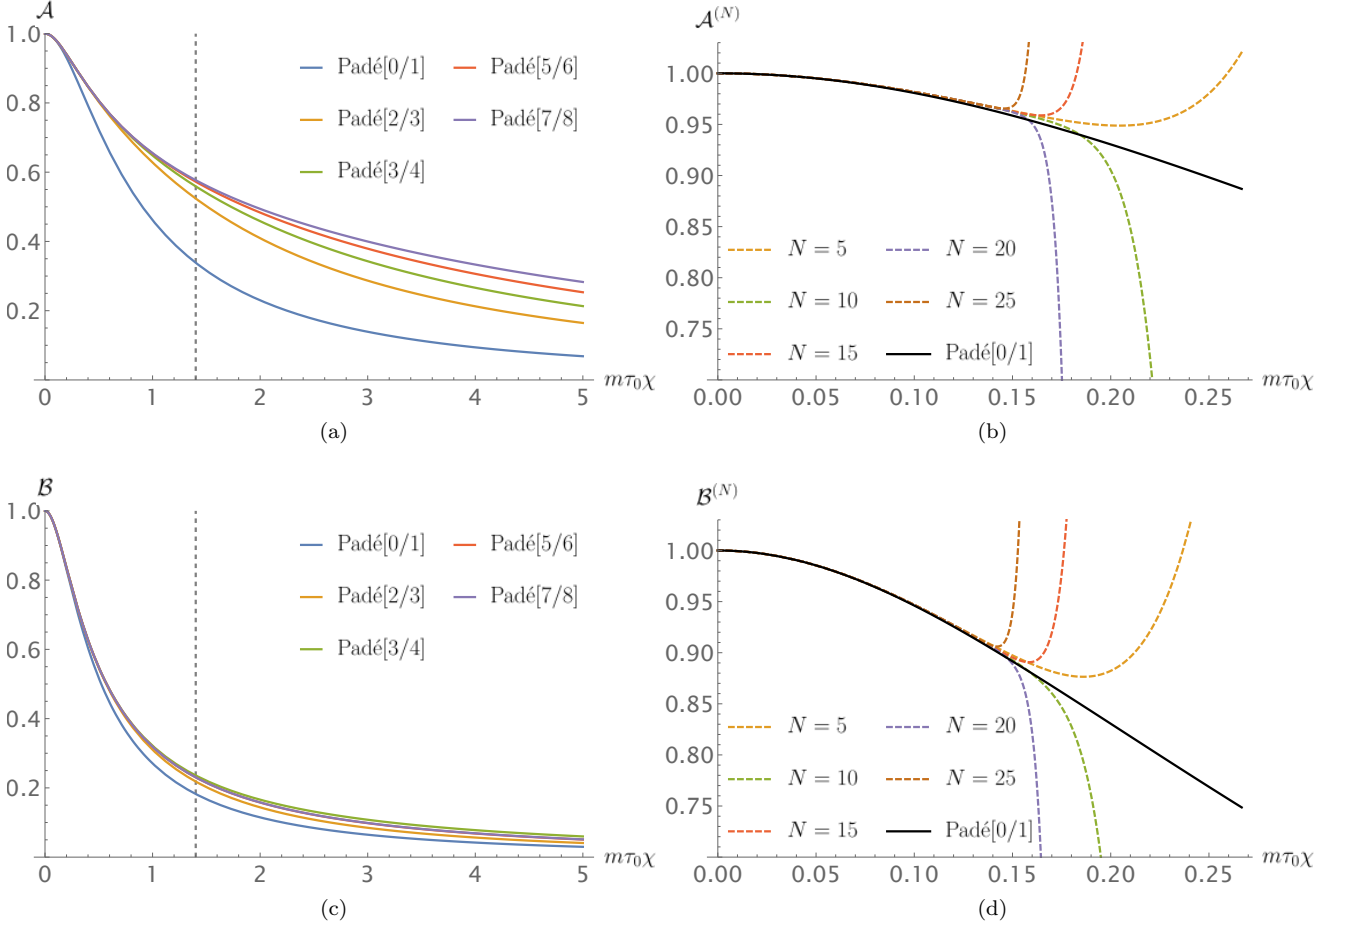 𝒜
1.0
0.8
0.6
0.4
0.2
0 1 2 3 4 5
mτ₀χ
Padé[0/1] Padé[5/6]
Padé[2/3] Padé[7/8]
Padé[3/4]
(a)
𝒜⁽ᴺ⁾
1.00
0.95
0.90
0.85
0.80
0.75
0.00 0.05 0.10 0.15 0.20 0.25
mτ₀χ
N = 5 N = 20
N = 10 N = 25
N = 15 Padé[0/1]
(b)
ℬ
1.0
0.8
0.6
0.4
0.2
0 1 2 3 4 5
mτ₀χ
Padé[0/1] Padé[5/6]
Padé[2/3] Padé[7/8]
Padé[3/4]
(c)
ℬ⁽ᴺ⁾
1.00
0.95
0.90
0.85
0.80
0.75
0.00 0.05 0.10 0.15 0.20 0.25
mτ₀χ
N = 5 N = 20
N = 10 N = 25
N = 15 Padé[0/1]
(d)